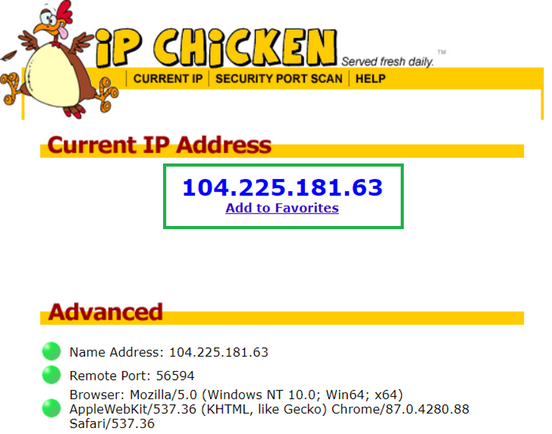 iP CHiCKEN
Served fresh daily. TM
CURRENT IP | SECURITY PORT SCAN | HELP
Current IP Address
104.225.181.63
Add to Favorites
Advanced
Name Address: 104.225.181.63
Remote Port: 56594
Browser: Mozilla/5.0 (Windows NT 10.0; Win64; x64)
AppleWebKit/537.36 (KHTML, like Gecko) Chrome/87.0.4280.88
Safari/537.36